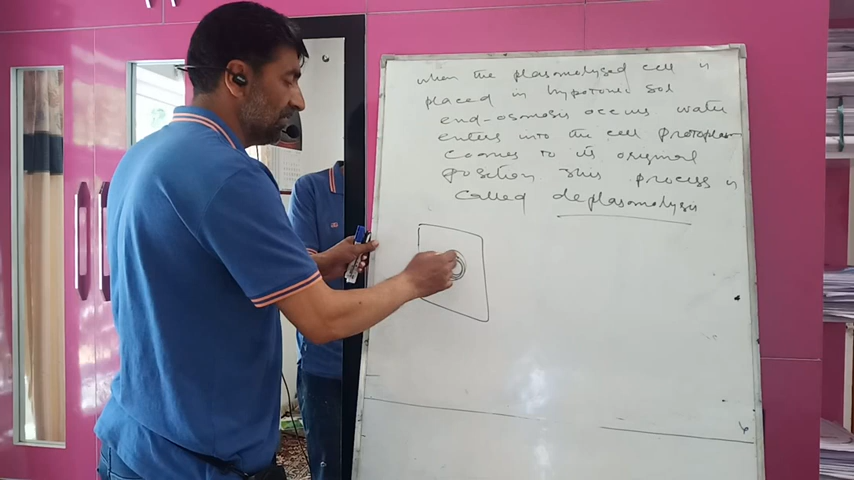 when the plasmolysed cell is
placed in hypotonic sol
end-osmosis occurs water
enters into the cell protoplasm
comes to its original
position this process is
called deplasmolysis